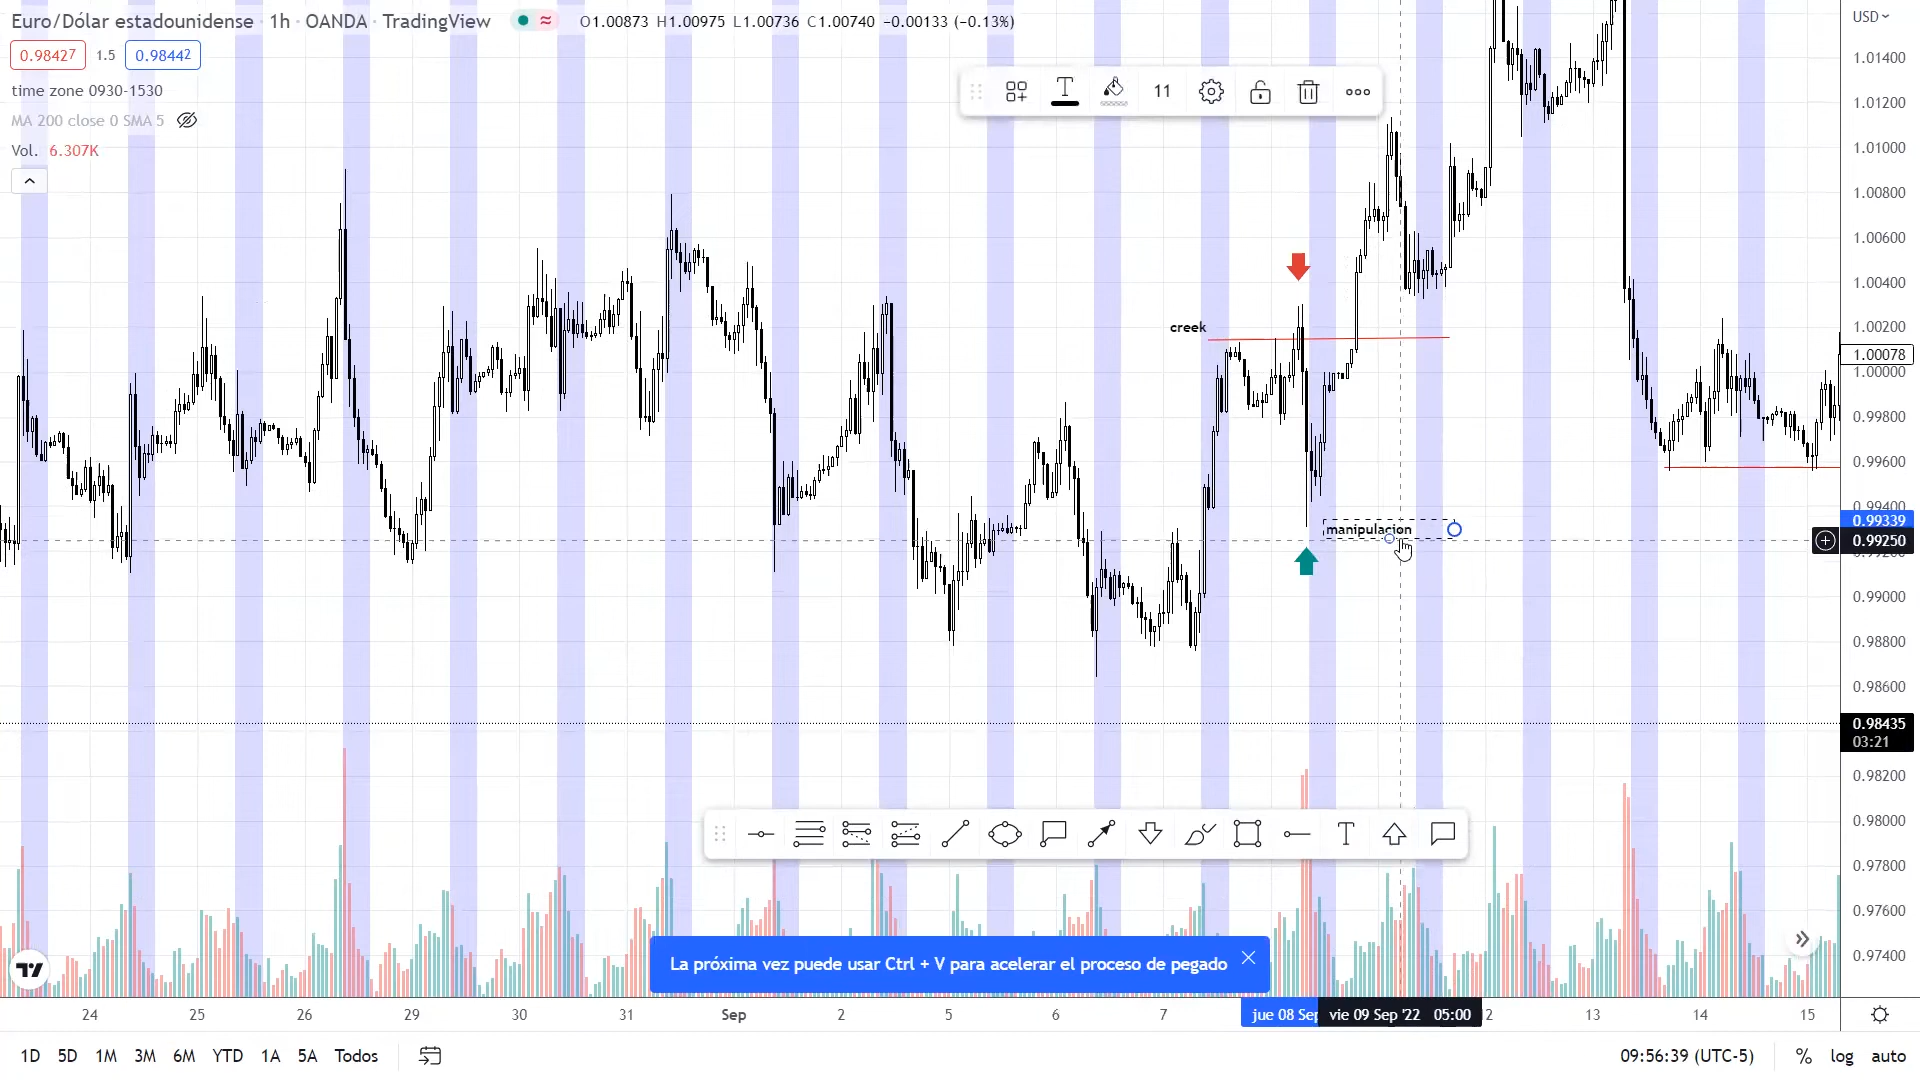 Euro/Dólar estadounidense · 1h · OANDA · TradingView
O1.00873 H1.00975 L1.00736 C1.00740 −0.00133 (−0.13%)
USD
0.98427 1.5 0.98442
time zone 0930-1530
MA 200 close 0 SMA 5
Vol. 6.307K
11
1.01400
1.01200
1.01000
1.00800
1.00600
1.00400
1.00200
1.00078
1.00000
0.99800
0.99600
0.99400
0.99339
0.99250
0.99000
0.98800
0.98600
0.98435
03:21
0.98200
0.98000
0.97800
0.97600
0.97400
creek
manipulacion
La próxima vez puede usar Ctrl + V para acelerar el proceso de pegado
24 25 26 29 30 31 Sep 2 5 6 7 jue 08 Sep vie 09 Sep '22 05:00 13 14 15
1D 5D 1M 3M 6M YTD 1A 5A Todos
09:56:39 (UTC-5) % log auto